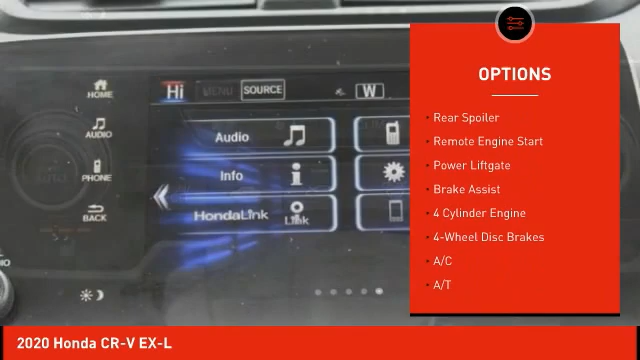 HOME
AUDIO
PHONE
BACK
Hi
MENU
SOURCE
W
Audio
Info
HondaLink
Link
OPTIONS
Rear Spoiler
Remote Engine Start
Power Liftgate
Brake Assist
4 Cylinder Engine
4-Wheel Disc Brakes
A/C
A/T
2020 Honda CR-V EX-L